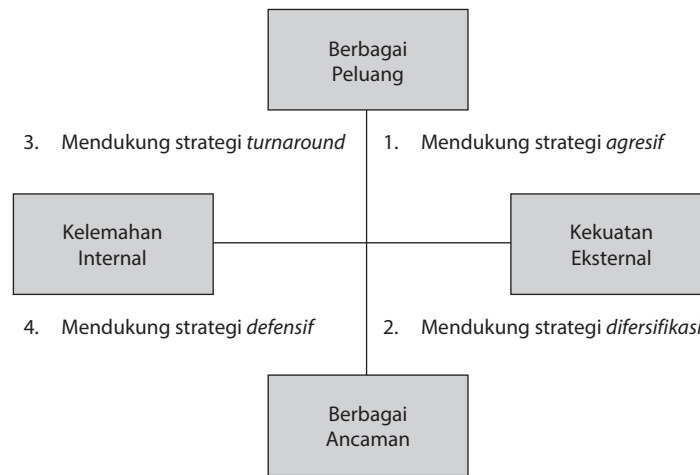 Berbagai
Peluang
3. Mendukung strategi turnaround
1. Mendukung strategi agresif
Kelemahan
Internal
Kekuatan
Eksternal
4. Mendukung strategi defensif
2. Mendukung strategi difersifikasi
Berbagai
Ancaman